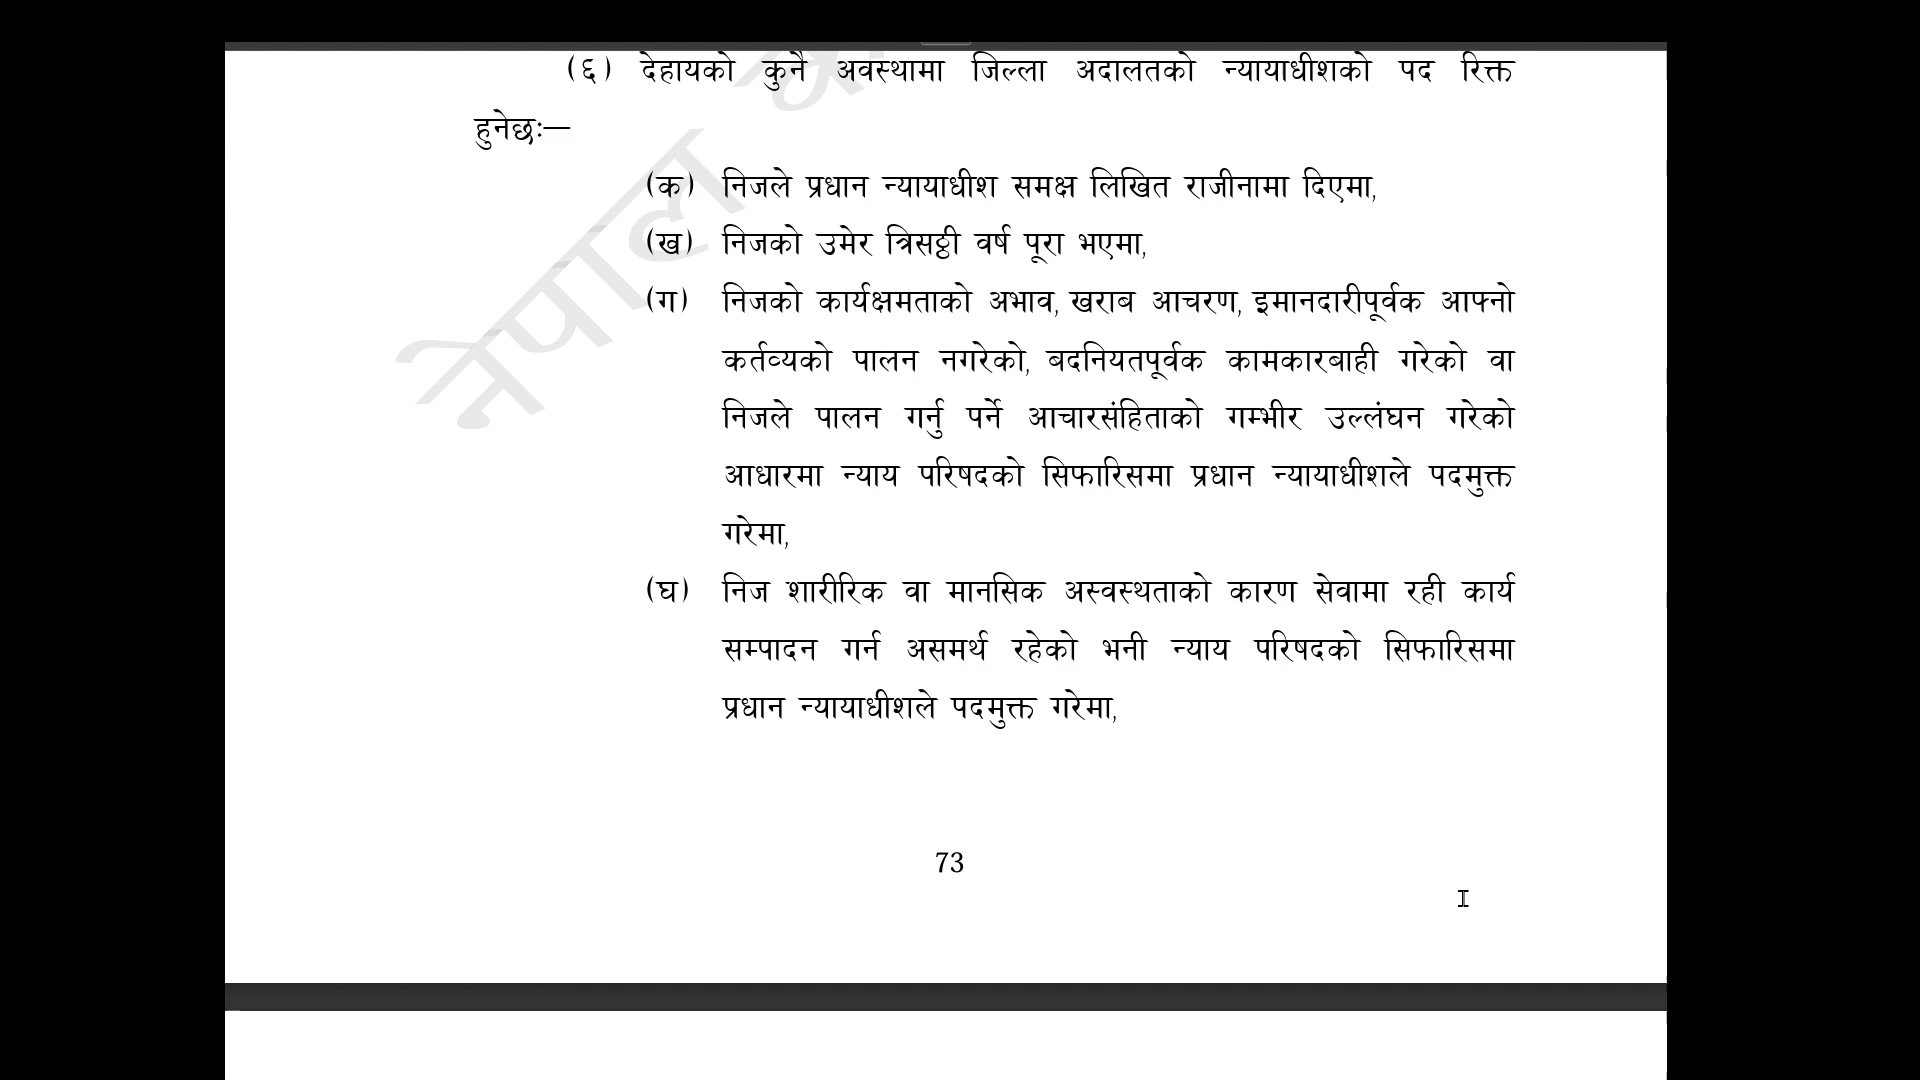 (६) देहायको कुनै अवस्थामा जिल्ला अदालतको न्यायाधीशको पद रिक्त
हुनेछः—
(क) निजले प्रधान न्यायाधीश समक्ष लिखित राजीनामा दिएमा,
(ख) निजको उमेर त्रिसठ्ठी वर्ष पूरा भएमा,
(ग) निजको कार्यक्षमताको अभाव, खराब आचरण, इमानदारीपूर्वक आफ्नो
कर्तव्यको पालन नगरेको, बदनियतपूर्वक कामकारबाही गरेको वा
निजले पालन गर्नु पर्ने आचारसंहिताको गम्भीर उल्लंघन गरेको
आधारमा न्याय परिषदको सिफारिसमा प्रधान न्यायाधीशले पदमुक्त
गरेमा,
(घ) निज शारीरिक वा मानसिक अस्वस्थताको कारण सेवामा रही कार्य
सम्पादन गर्न असमर्थ रहेको भनी न्याय परिषदको सिफारिसमा
प्रधान न्यायाधीशले पदमुक्त गरेमा,
नेपाल
73